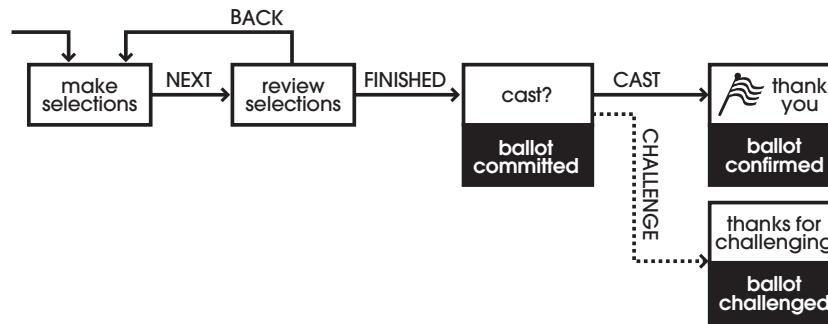 BACK
make
selections
NEXT
review
selections
FINISHED
cast?
ballot
committed
CAST
thank
you
ballot
confirmed
CHALLENGE
thanks for
challenging
ballot
challenged